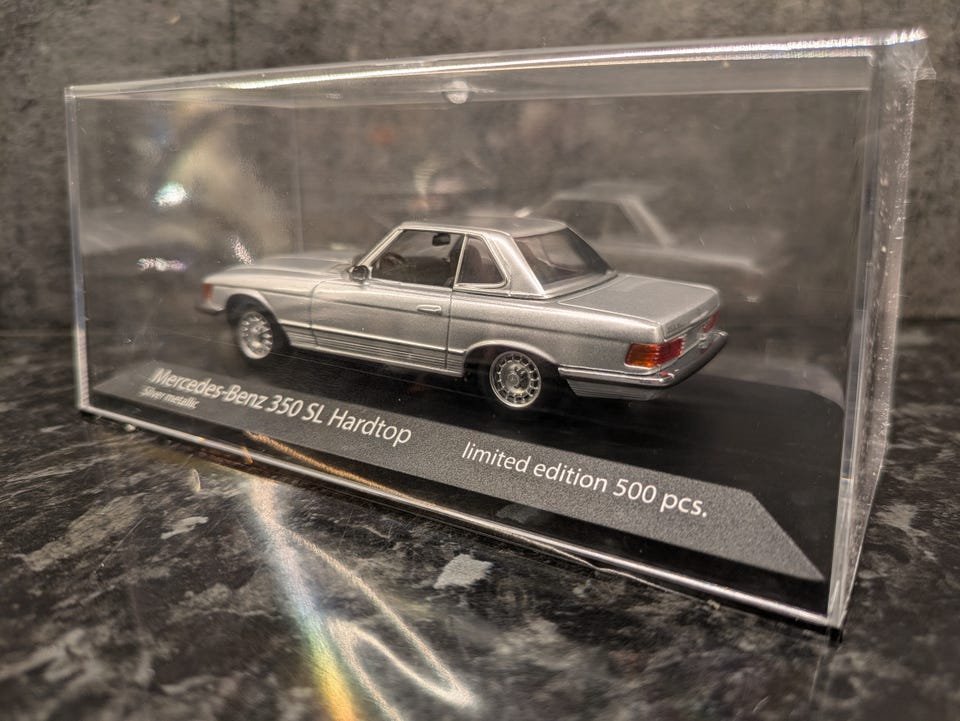 Mercedes-Benz 350 SL Hardtop
Silver metallic
limited edition 500 pcs.